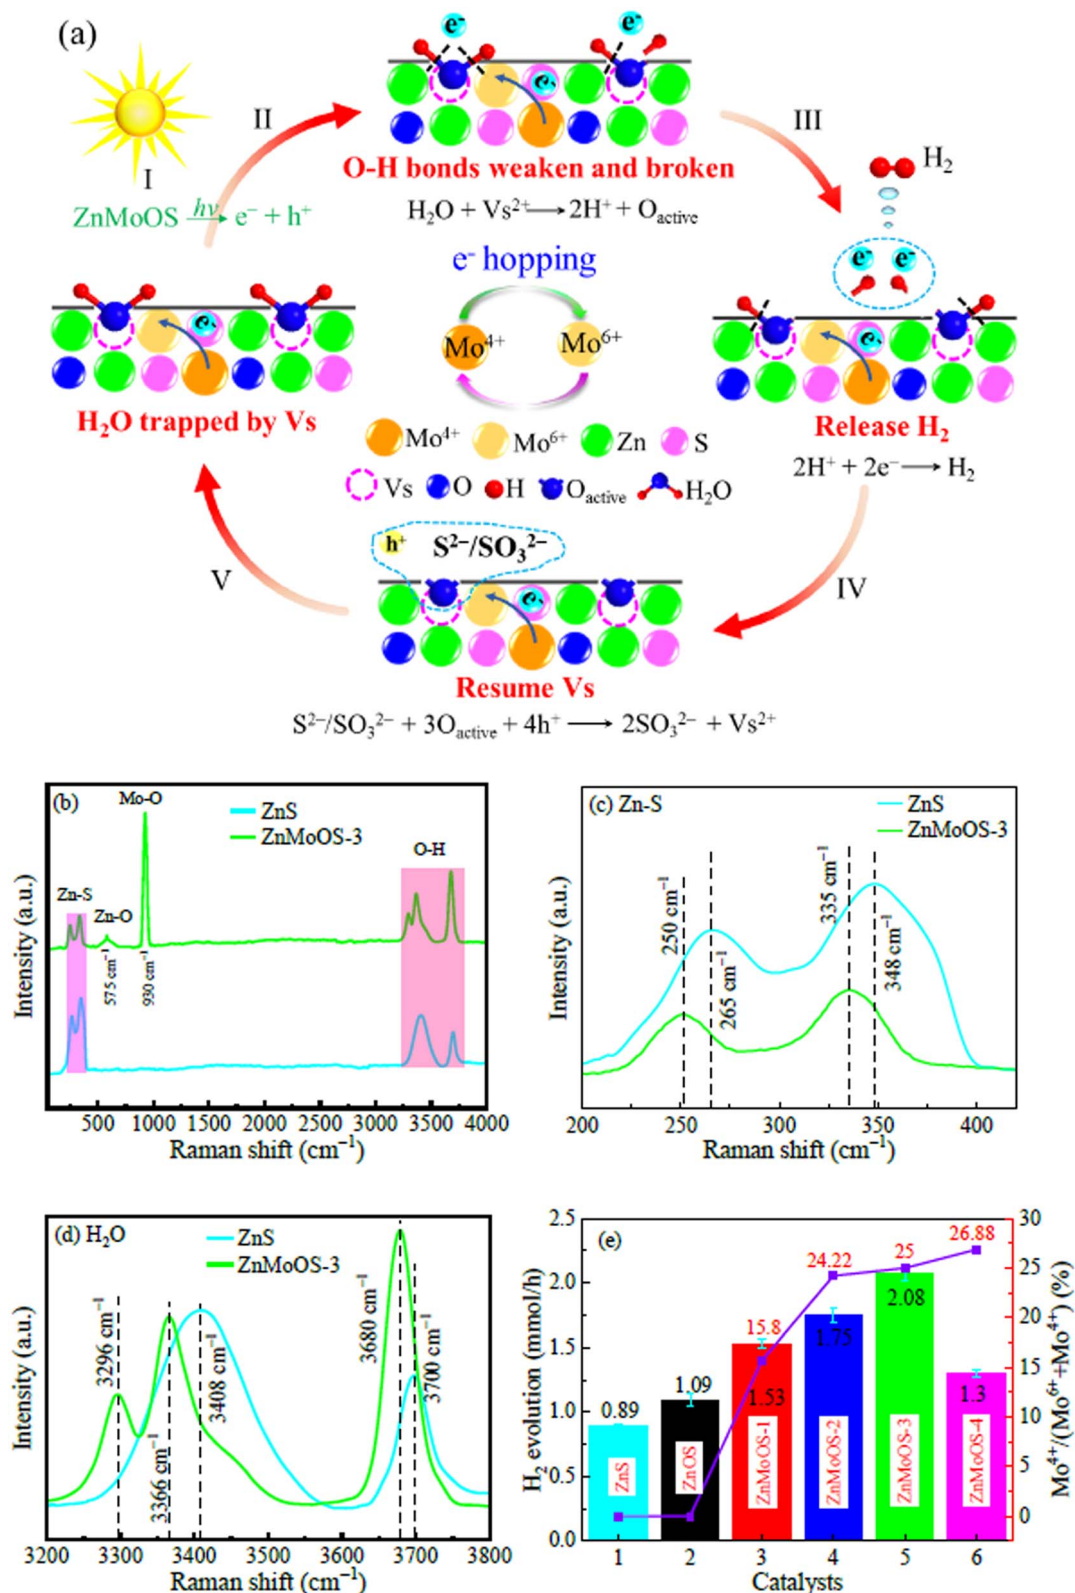 (a)
e⁻
e⁻
e⁻
II
III
I
O-H bonds weaken and broken
H₂
ZnMoOS hν→ e⁻ + h⁺
H₂O + Vs²⁺ → 2H⁺ + Oactive
e⁻ e⁻
e⁻ hopping
e⁻
e⁻
Mo⁴⁺ Mo⁶⁺
H₂O trapped by Vs
Release H₂
Mo⁴⁺ Mo⁶⁺ Zn S
2H⁺ + 2e⁻ → H₂
Vs O H Oactive H₂O
h⁺ S²⁻/SO₃²⁻
V
IV
e⁻
Resume Vs
S²⁻/SO₃²⁻ + 3Oactive + 4h⁺ → 2SO₃²⁻ + Vs²⁺
(b)
Mo-O
ZnS
ZnMoOS-3
O-H
Zn-S
Zn-O
575 cm⁻¹
930 cm⁻¹
Intensity (a.u.)
500 1000 1500 2000 2500 3000 3500 4000
Raman shift (cm⁻¹)
(c) Zn-S
ZnS
ZnMoOS-3
250 cm⁻¹
265 cm⁻¹
335 cm⁻¹
348 cm⁻¹
Intensity (a.u.)
200 250 300 350 400
Raman shift (cm⁻¹)
(d) H₂O
ZnS
ZnMoOS-3
3296 cm⁻¹
3366 cm⁻¹
3408 cm⁻¹
3680 cm⁻¹
3700 cm⁻¹
Intensity (a.u.)
3200 3300 3400 3500 3600 3700 3800
Raman shift (cm⁻¹)
(e)
H₂ evolution (mmol/h)
2.5
2.0
1.5
1.0
0.5
0.0
15.8
24.22
25
26.88
0.89
1.09
1.53
1.75
2.08
1.3
ZnS
ZnOS
ZnMoOS-1
ZnMoOS-2
ZnMoOS-3
ZnMoOS-4
30
25
20
15
10
5
0
Mo⁴⁺/(Mo⁶⁺+Mo⁴⁺) (%)
1 2 3 4 5 6
Catalysts